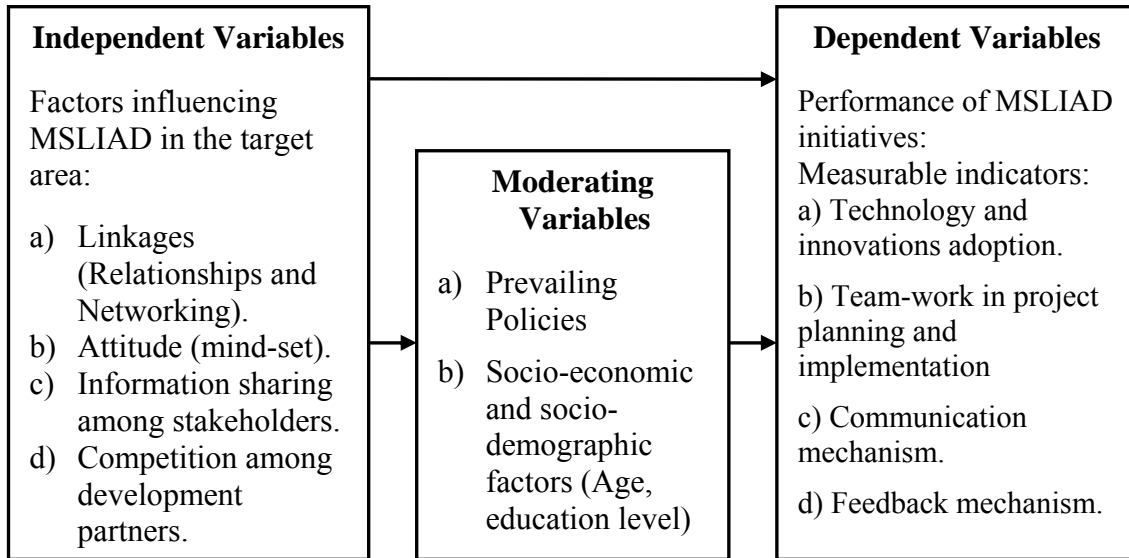 Independent Variables
Factors influencing
MSLIAD in the target
area:
a) Linkages
(Relationships and
Networking).
b) Attitude (mind-set).
c) Information sharing
among stakeholders.
d) Competition among
development
partners.
Moderating
Variables
a) Prevailing
Policies
b) Socio-economic
and socio-
demographic
factors (Age,
education level)
Dependent Variables
Performance of MSLIAD
initiatives:
Measurable indicators:
a) Technology and
innovations adoption.
b) Team-work in project
planning and
implementation
c) Communication
mechanism.
d) Feedback mechanism.